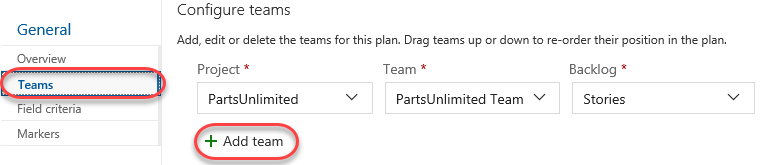 Configure teams
General
Add, edit or delete the teams for this plan. Drag teams up or down to re-order their position in the plan.
Overview
Teams
Field criteria
Markers
Project * Team * Backlog *
PartsUnlimited PartsUnlimited Team Stories
+ Add team